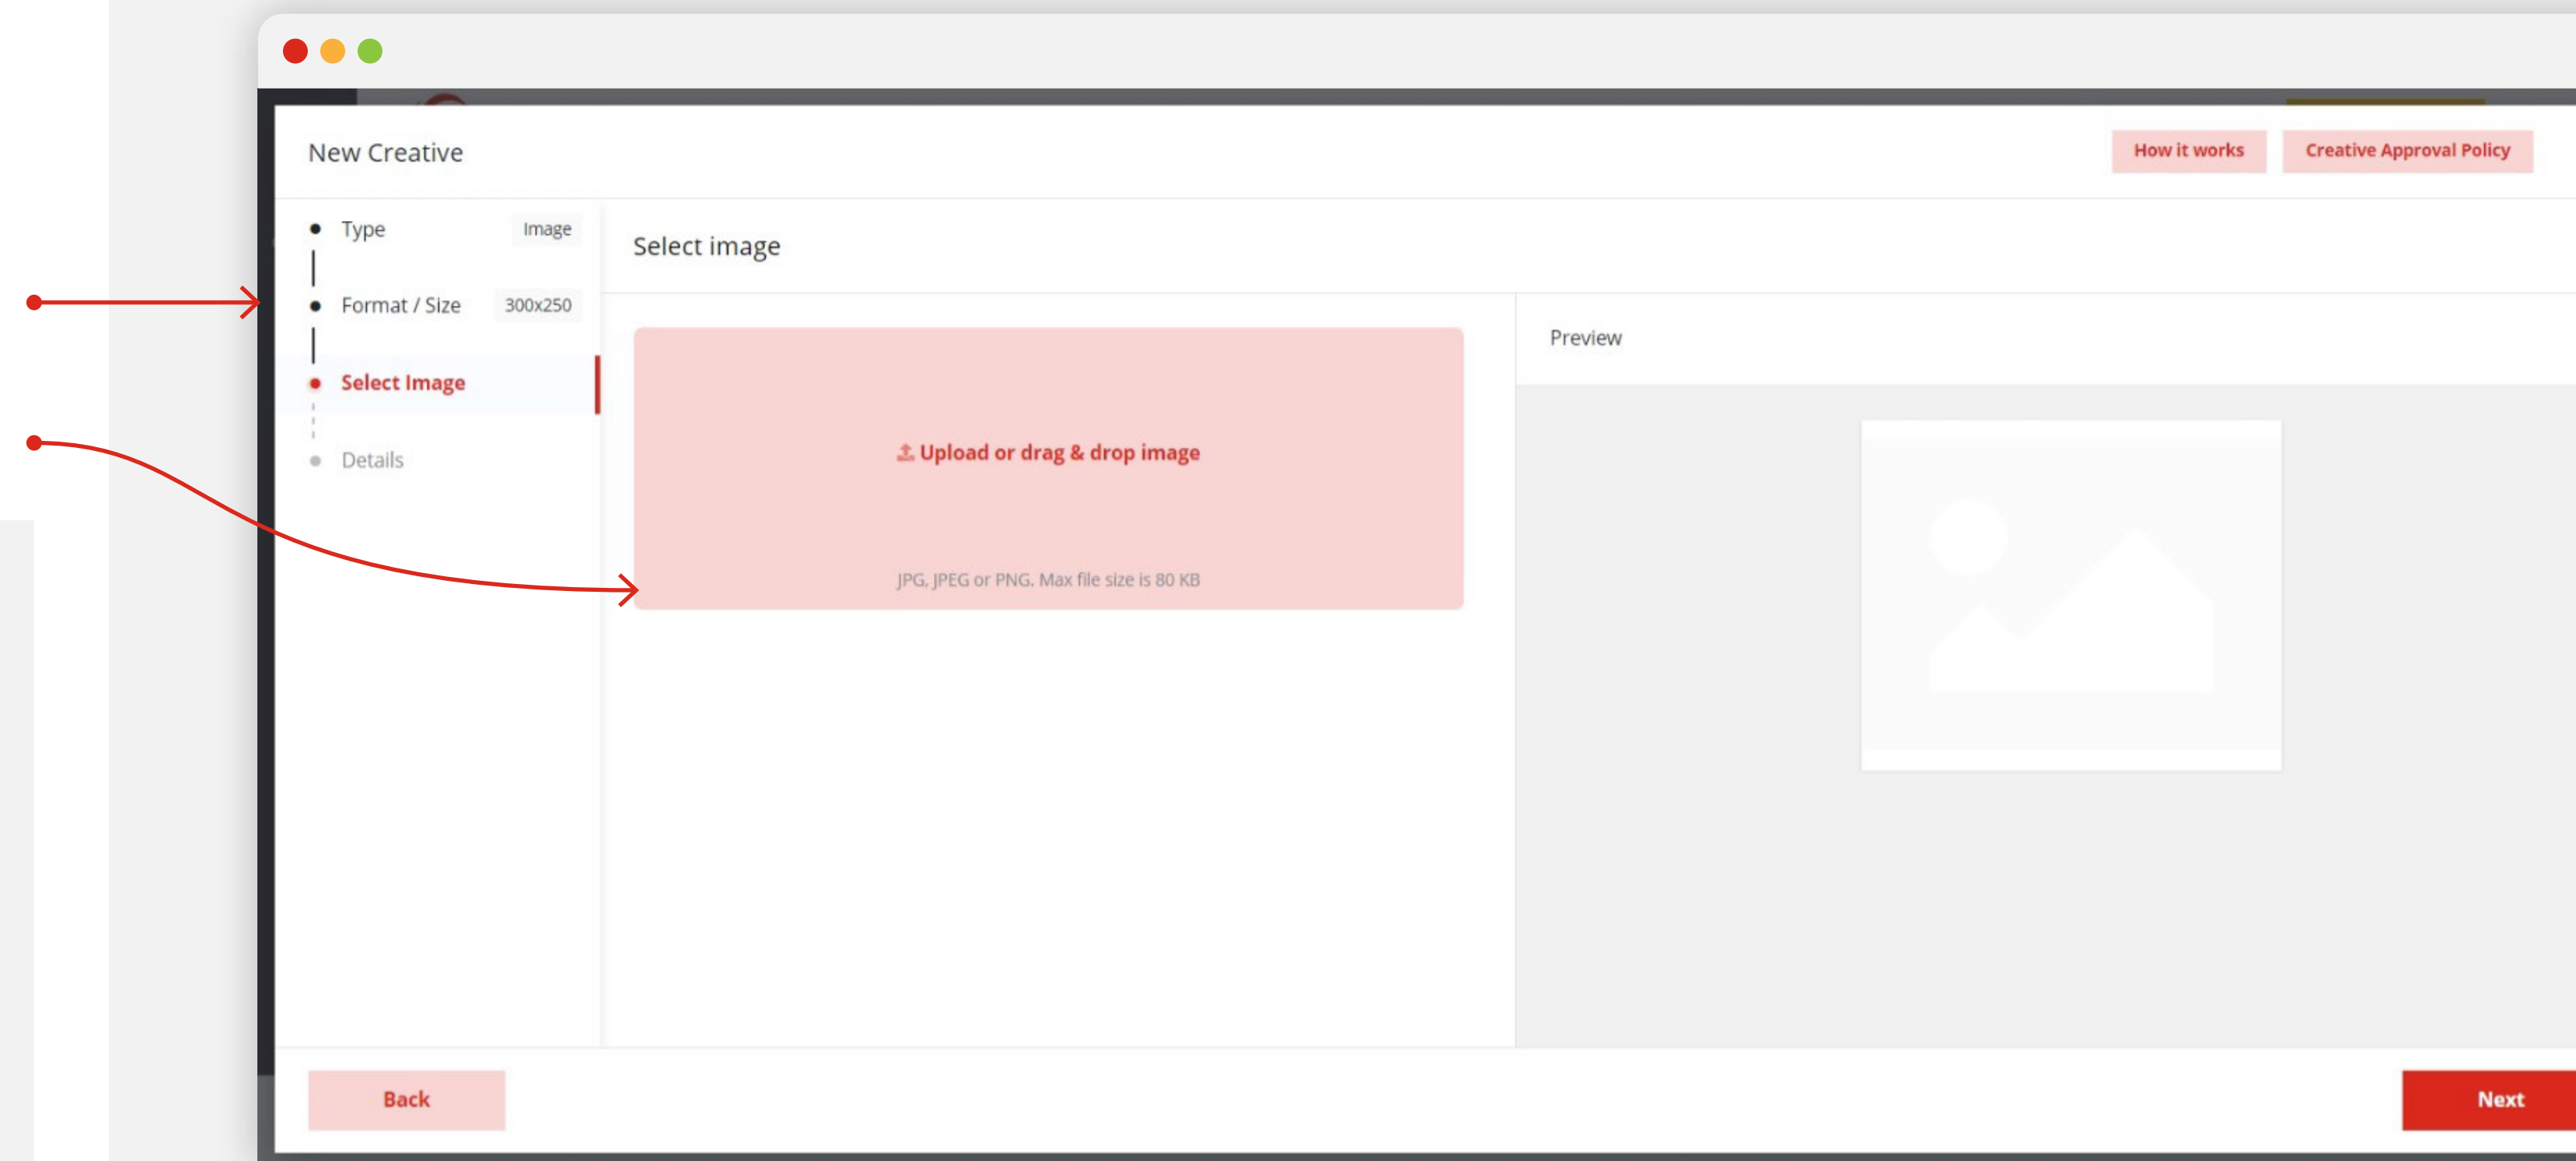 New Creative
How it works
Creative Approval Policy
Type
Image
Format / Size
300x250
Select Image
Details
Select image
Upload or drag & drop image
JPG, JPEG or PNG. Max file size is 80 KB
Preview
Back
Next